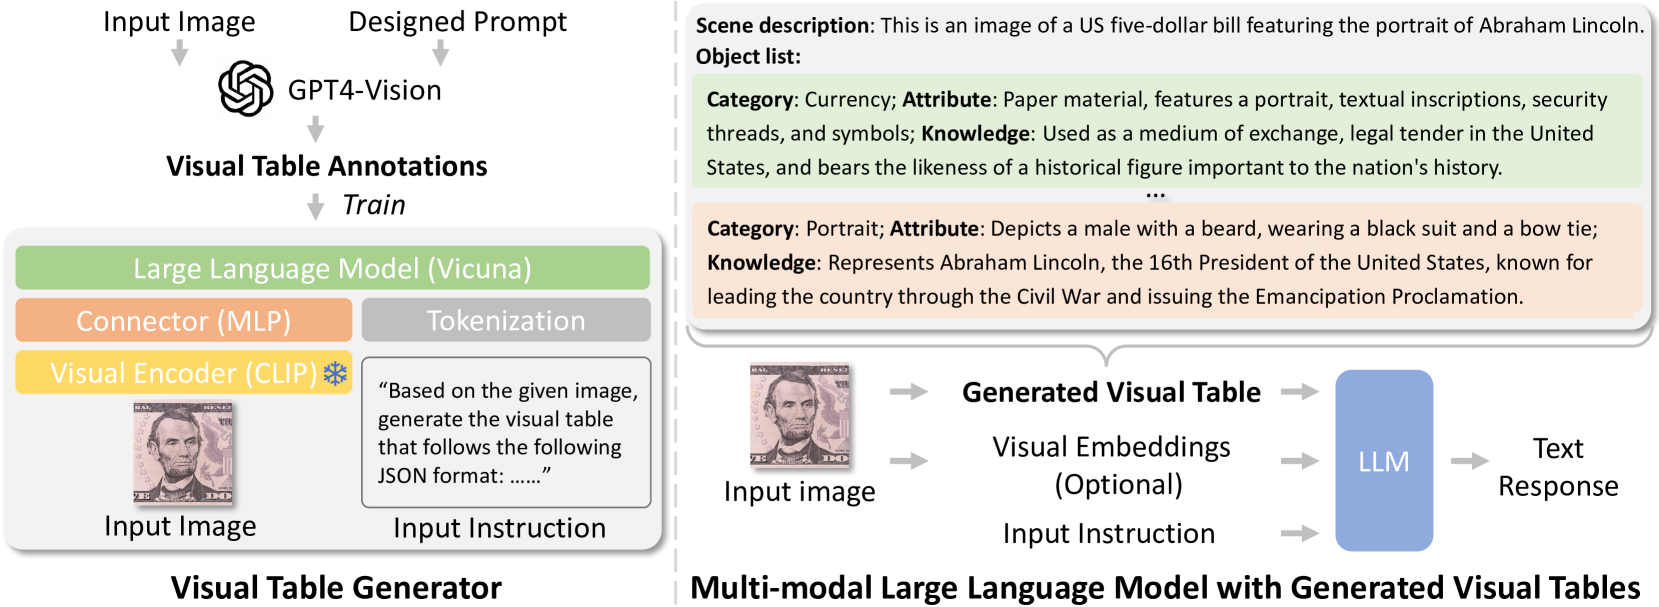 Input Image
Designed Prompt
GPT4-Vision
Visual Table Annotations
Train
Large Language Model (Vicuna)
Connector (MLP)
Tokenization
Visual Encoder (CLIP)
“Based on the given image,
generate the visual table
that follows the following
JSON format: ......”
Input Image
Input Instruction
Visual Table Generator
Scene description: This is an image of a US five-dollar bill featuring the portrait of Abraham Lincoln.
Object list:
Category: Currency; Attribute: Paper material, features a portrait, textual inscriptions, security
threads, and symbols; Knowledge: Used as a medium of exchange, legal tender in the United
States, and bears the likeness of a historical figure important to the nation's history.
...
Category: Portrait; Attribute: Depicts a male with a beard, wearing a black suit and a bow tie;
Knowledge: Represents Abraham Lincoln, the 16th President of the United States, known for
leading the country through the Civil War and issuing the Emancipation Proclamation.
Input image
Generated Visual Table
Visual Embeddings
(Optional)
Input Instruction
LLM
Text
Response
Multi-modal Large Language Model with Generated Visual Tables